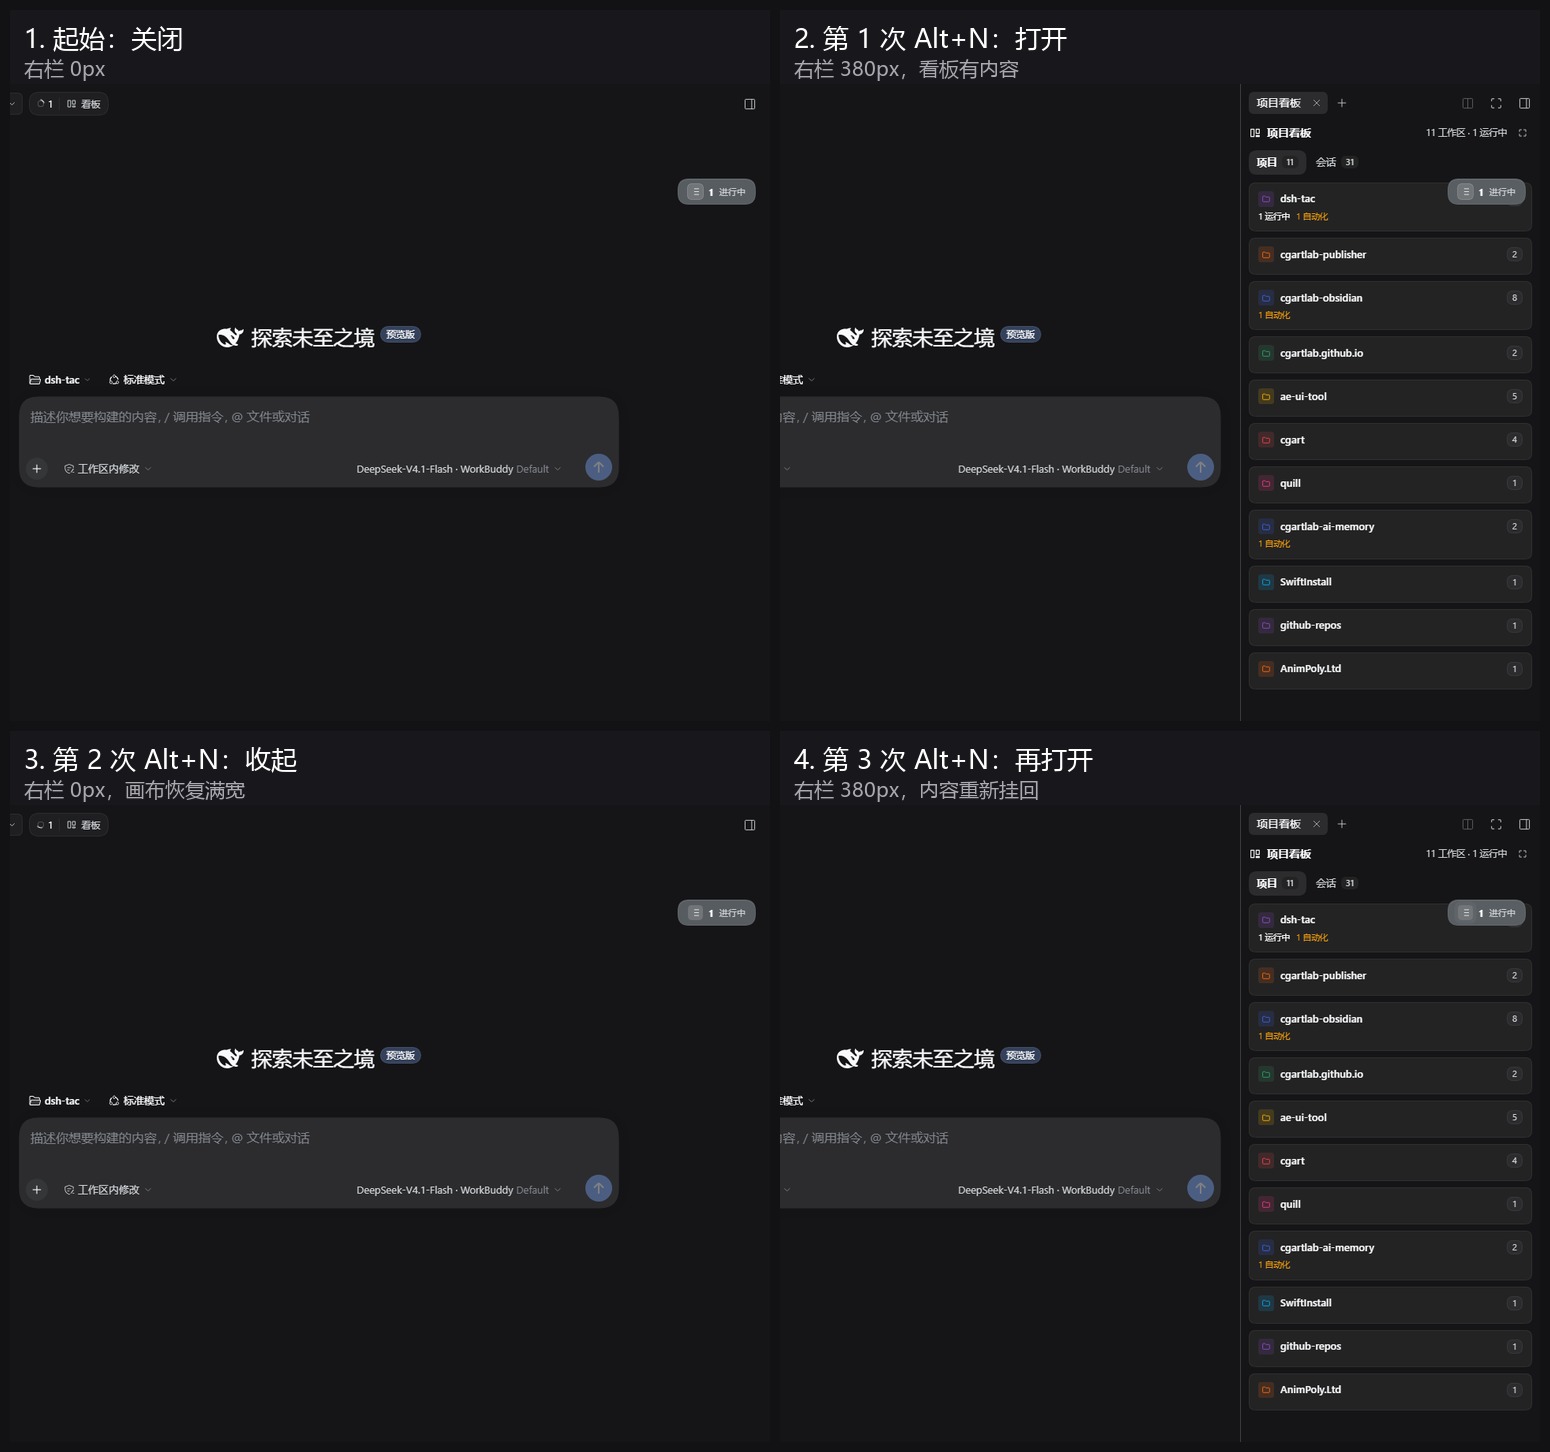 1. 起始：关闭
右栏 0px
1 看板
1 进行中
探索未至之境 预览版
dsh-tac 标准模式
描述你想要构建的内容, / 调用指令, @ 文件或对话
工作区内修改 DeepSeek-V4.1-Flash · WorkBuddy Default
2. 第 1 次 Alt+N：打开
右栏 380px，看板有内容
项目看板
项目看板 11 工作区 · 1 运行中
项目 11 会话 31
dsh-tac 1 进行中
1 运行中 1 自动化
cgartlab-publisher 2
cgartlab-obsidian 8
1 自动化
cgartlab.github.io 2
ae-ui-tool 5
cgart 4
quill 1
cgartlab-ai-memory 2
1 自动化
SwiftInstall 1
github-repos 1
AnimPoly.Ltd 1
探索未至之境 预览版
模式
容, / 调用指令, @ 文件或对话
DeepSeek-V4.1-Flash · WorkBuddy Default
3. 第 2 次 Alt+N：收起
右栏 0px，画布恢复满宽
1 看板
1 进行中
探索未至之境 预览版
dsh-tac 标准模式
描述你想要构建的内容, / 调用指令, @ 文件或对话
工作区内修改 DeepSeek-V4.1-Flash · WorkBuddy Default
4. 第 3 次 Alt+N：再打开
右栏 380px，内容重新挂回
项目看板
项目看板 11 工作区 · 1 运行中
项目 11 会话 31
dsh-tac 1 进行中
1 运行中 1 自动化
cgartlab-publisher 2
cgartlab-obsidian 8
1 自动化
cgartlab.github.io 2
ae-ui-tool 5
cgart 4
quill 1
cgartlab-ai-memory 2
1 自动化
SwiftInstall 1
github-repos 1
AnimPoly.Ltd 1
探索未至之境 预览版
模式
容, / 调用指令, @ 文件或对话
DeepSeek-V4.1-Flash · WorkBuddy Default